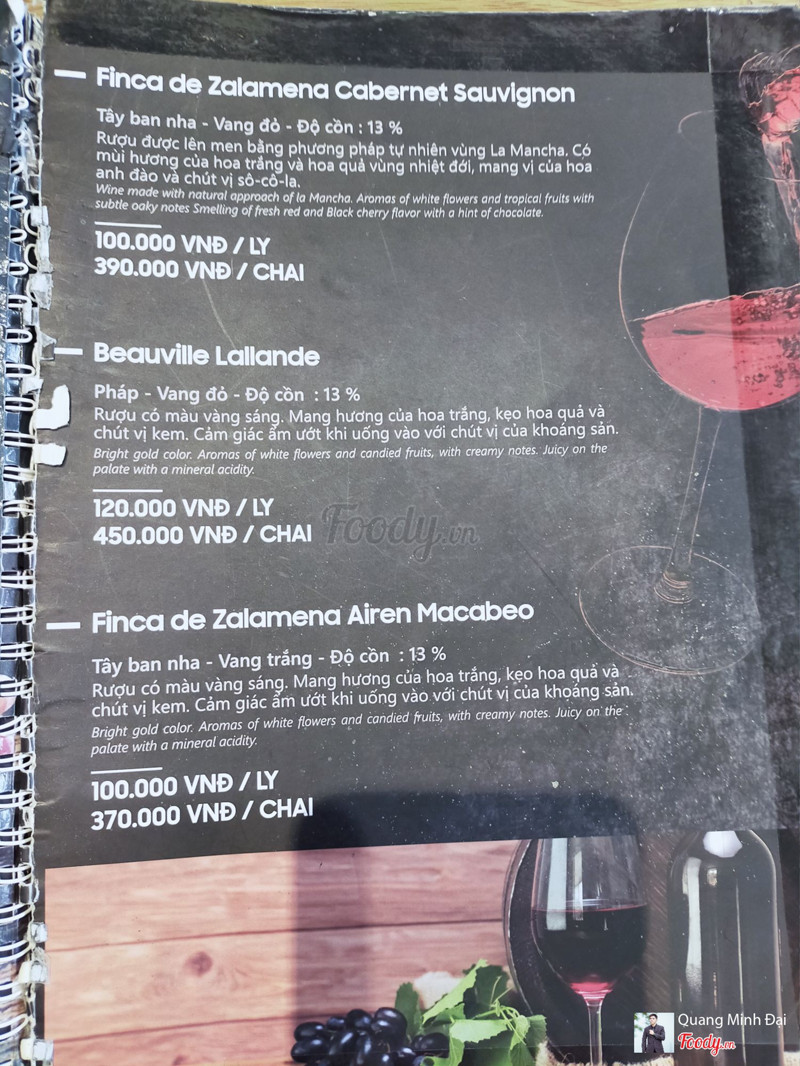 Finca de Zalamena Cabernet Sauvignon
Tây ban nha - Vang đỏ - Độ cồn : 13 %
Rượu được lên men bằng phương pháp tự nhiên vùng La Mancha. Có
mùi hương của hoa trắng và hoa quả vùng nhiệt đới, mang vị của hoa
anh đào và chút vị sô-cô-la.
Wine made with natural approach of la Mancha. Aromas of white flowers and tropical fruits with
subtle oaky notes Smelling of fresh red and Black cherry flavor with a hint of chocolate.
100.000 VNĐ / LY
390.000 VNĐ / CHAI
Beauville Lallande
Pháp - Vang đỏ - Độ cồn : 13 %
Rượu có màu vàng sáng. Mang hương của hoa trắng, kẹo hoa quả và
chút vị kem. Cảm giác ẩm ướt khi uống vào với chút vị của khoáng sản.
Bright gold color. Aromas of white flowers and candied fruits, with creamy notes. Juicy on the
palate with a mineral acidity.
120.000 VNĐ / LY
450.000 VNĐ / CHAI
Foody.vn
Finca de Zalamena Airen Macabeo
Tây ban nha - Vang trắng - Độ cồn : 13 %
Rượu có màu vàng sáng. Mang hương của hoa trắng, kẹo hoa quả và
chút vị kem. Cảm giác ẩm ướt khi uống vào với chút vị của khoáng sản.
Bright gold color. Aromas of white flowers and candied fruits, with creamy notes. Juicy on the
palate with a mineral acidity.
100.000 VNĐ / LY
370.000 VNĐ / CHAI
Quang Minh Đại
Foody.vn